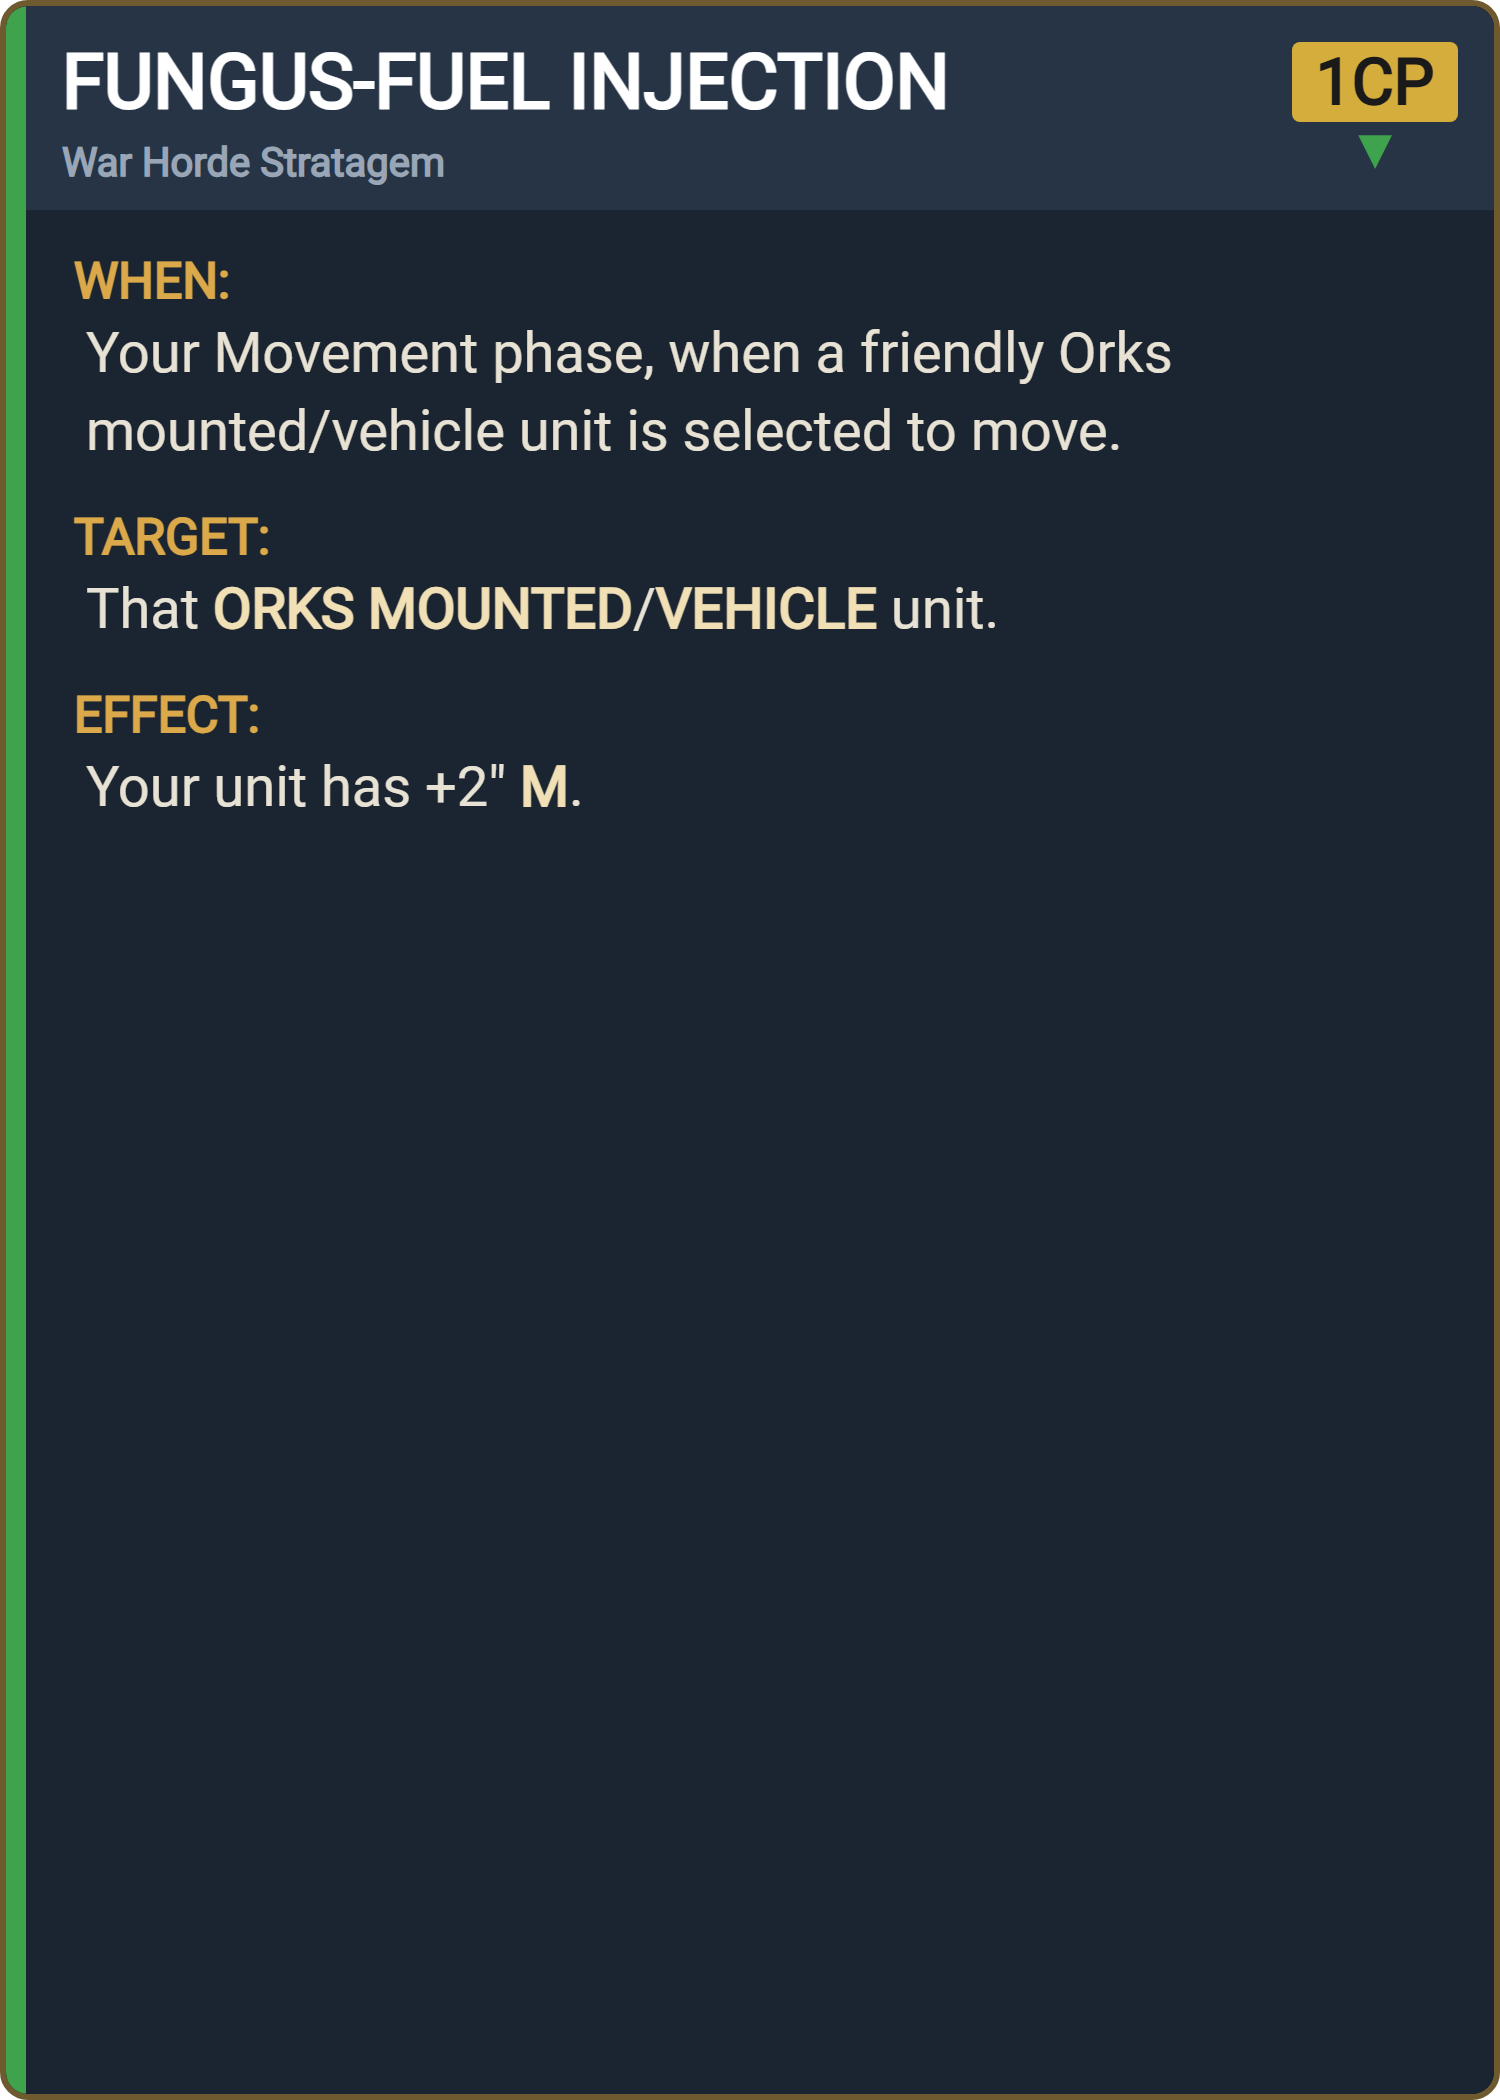 FUNGUS-FUEL INJECTION
1CP
War Horde Stratagem
WHEN:
Your Movement phase, when a friendly Orks
mounted/vehicle unit is selected to move.
TARGET:
That ORKS MOUNTED/VEHICLE unit.
EFFECT:
Your unit has +2" M.